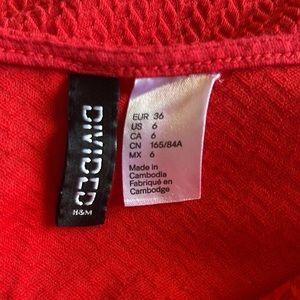 DIVIDED
H&M
EUR 36
US 6
CA 6
CN 165/84A
MX 6
Made in
Cambodia
Fabriqué en
Cambodge